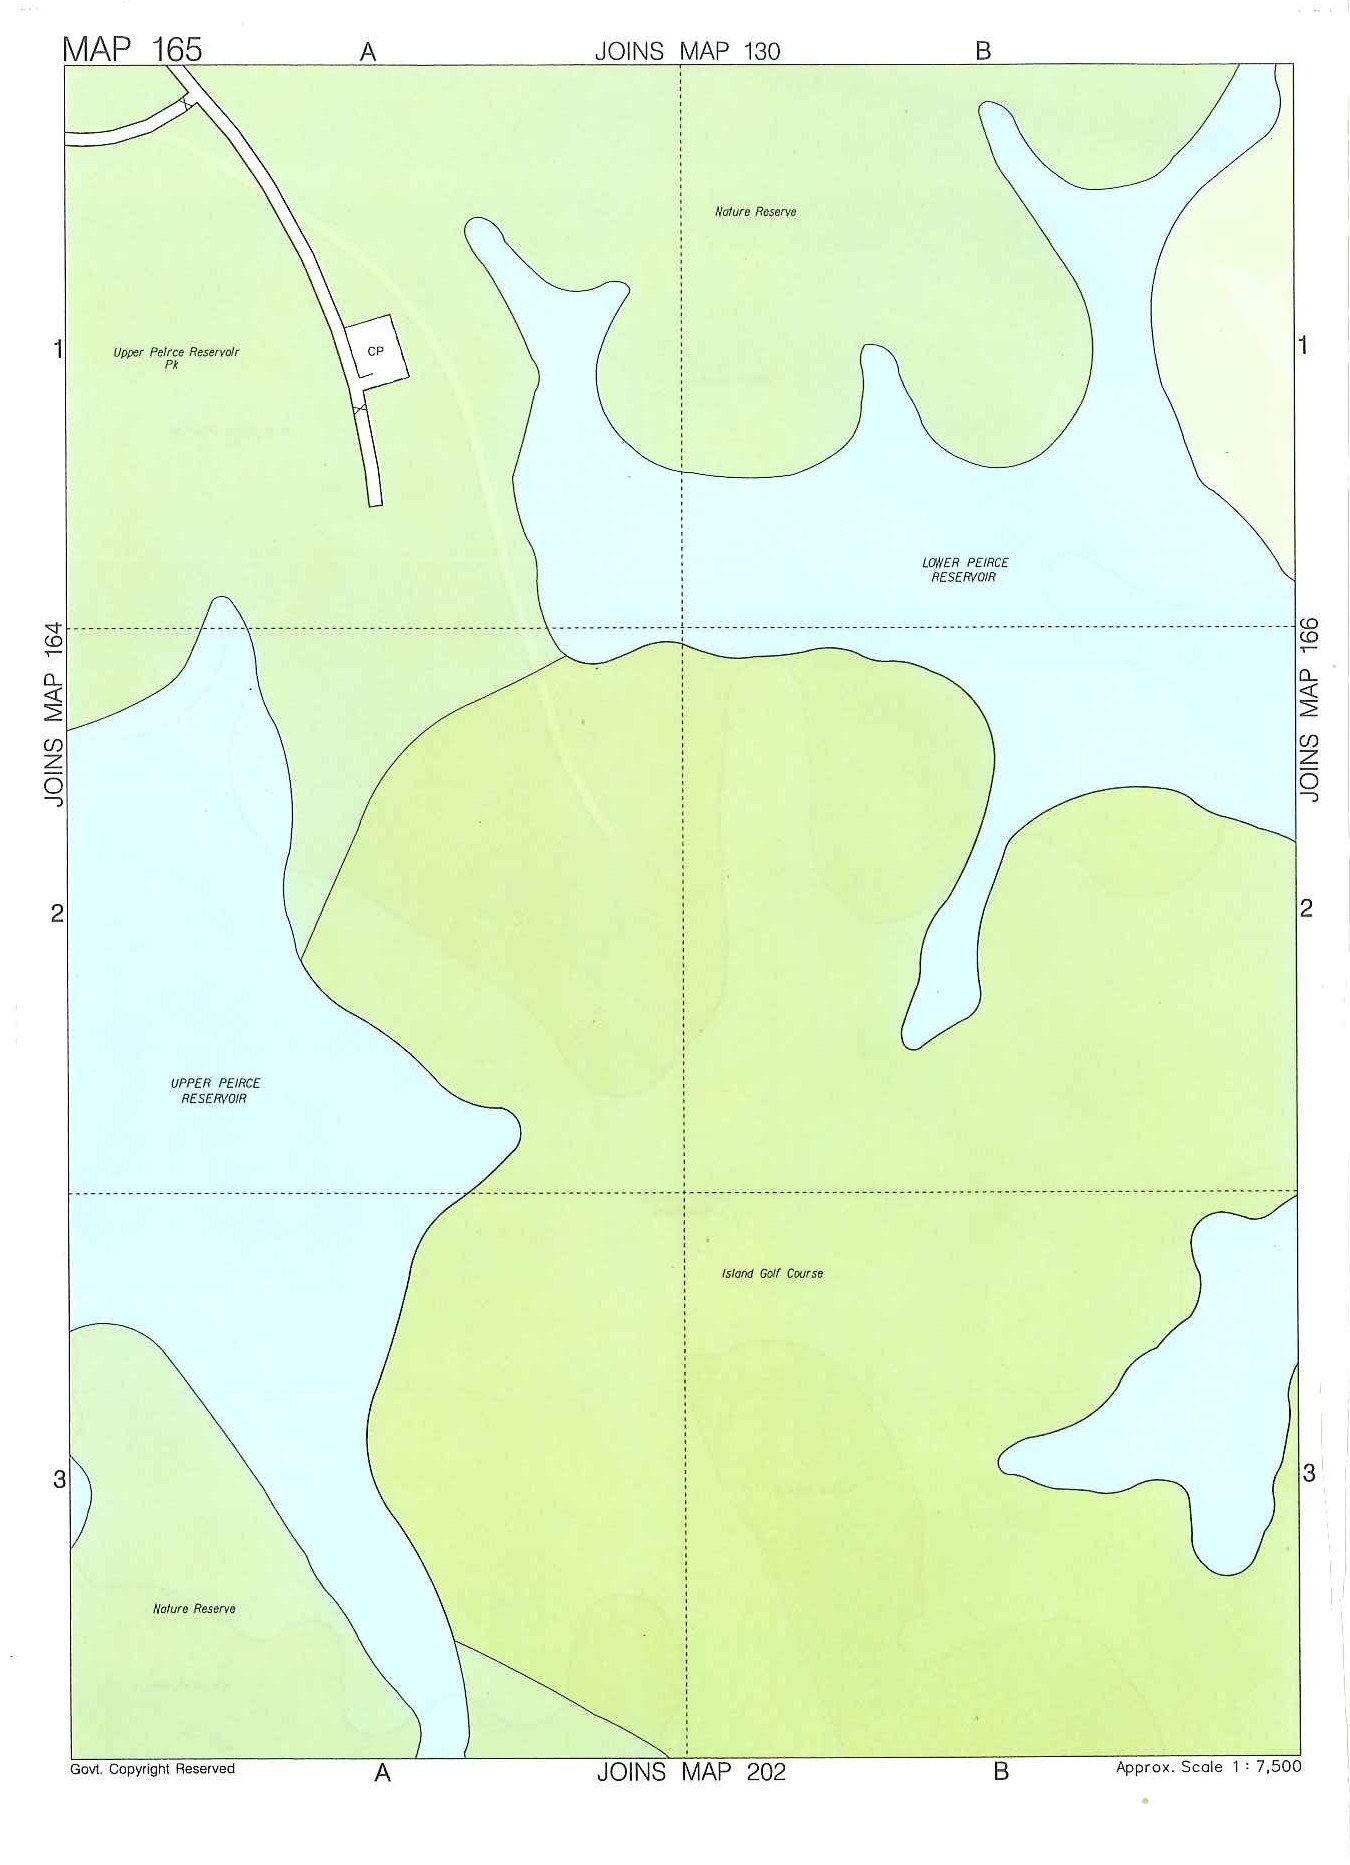 MAP 165
A
JOINS MAP 130
B
Nature Reserve
1
Upper Peirce Reservoir
Pk
CP
1
LOWER PEIRCE
RESERVOIR
JOINS MAP 164
JOINS MAP 166
2
2
UPPER PEIRCE
RESERVOIR
Island Golf Course
3
3
Nature Reserve
Govt. Copyright Reserved
A
JOINS MAP 202
B
Approx. Scale 1 : 7,500